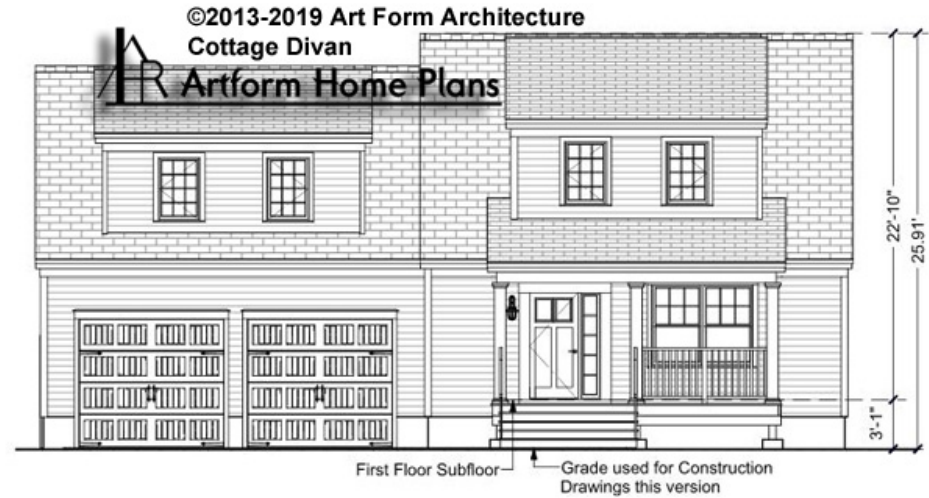 ©2013-2019 Art Form Architecture
Cottage Divan
Artform Home Plans
22'-10"
25.91'
3'-1"
First Floor Subfloor
Grade used for Construction
Drawings this version